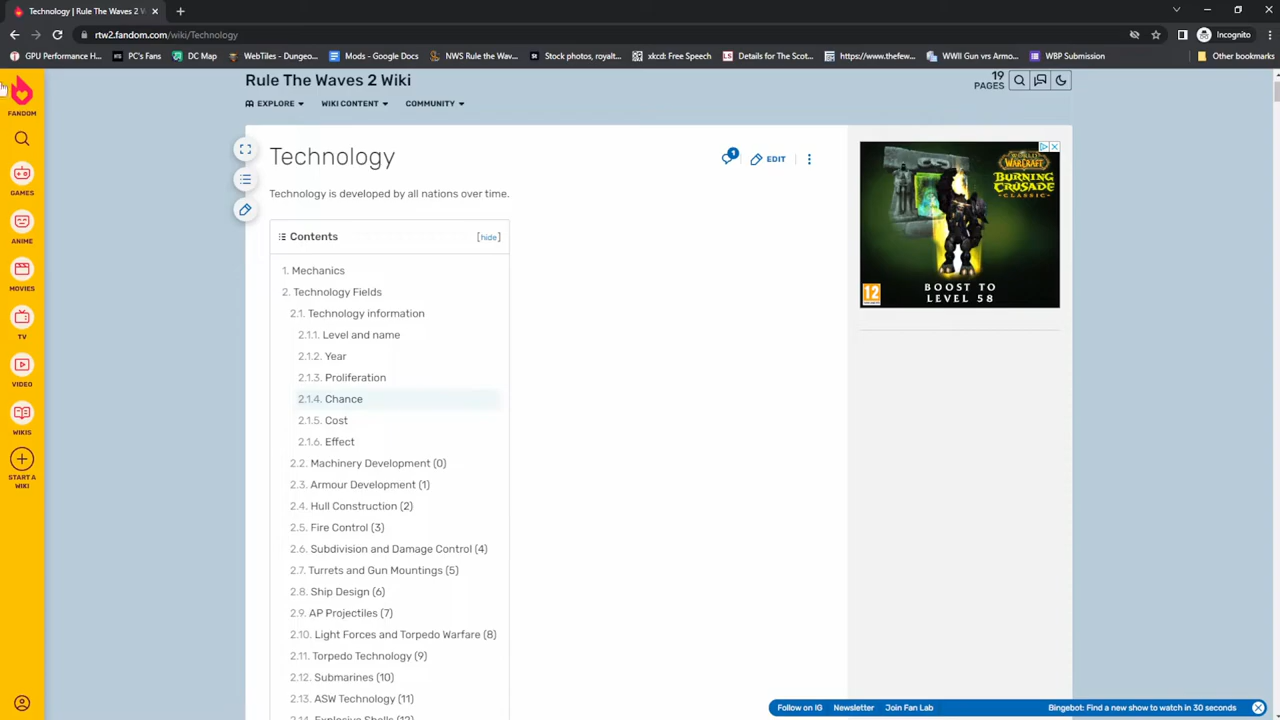 Technology | Rule The Waves 2 W
rtw2.fandom.com/wiki/Technology
Incognito
GPU Performance H...
Bank
WebTiles - Dungeo...
Mods - Google Docs
NWS Rule the Wav...
Stock photos, royalt...
xkcd: Free Speech
Details for The Scot...
https://www.thefew...
WWII Gun vrs Armo...
WBP Submission
Other bookmarks
Rule The Waves 2 Wiki
19
PAGES
EXPLORE
WIKI CONTENT
COMMUNITY
FANDOM
GAMES
ANIME
MOVIES
TV
VIDEO
WIKIS
START A
WIKI
Technology
1
EDIT
Technology is developed by all nations over time.
Contents [hide]
1. Mechanics
2. Technology Fields
2.1. Technology information
2.1.1. Level and name
2.1.2. Year
2.1.3. Proliferation
2.1.4. Chance
2.1.5. Cost
2.1.6. Effect
2.2. Machinery Development (0)
2.3. Armour Development (1)
2.4. Hull Construction (2)
2.5. Fire Control (3)
2.6. Subdivision and Damage Control (4)
2.7. Turrets and Gun Mountings (5)
2.8. Ship Design (6)
2.9. AP Projectiles (7)
2.10. Light Forces and Torpedo Warfare (8)
2.11. Torpedo Technology (9)
2.12. Submarines (10)
2.13. ASW Technology (11)
2.14. Explosive Shells (12)
WORLD
WARCRAFT
BURNING
CRUSADE
CLASSIC
12
BOOST TO
LEVEL 58
Follow on IG
Newsletter
Join Fan Lab
Bingebot: Find a new show to watch in 30 seconds